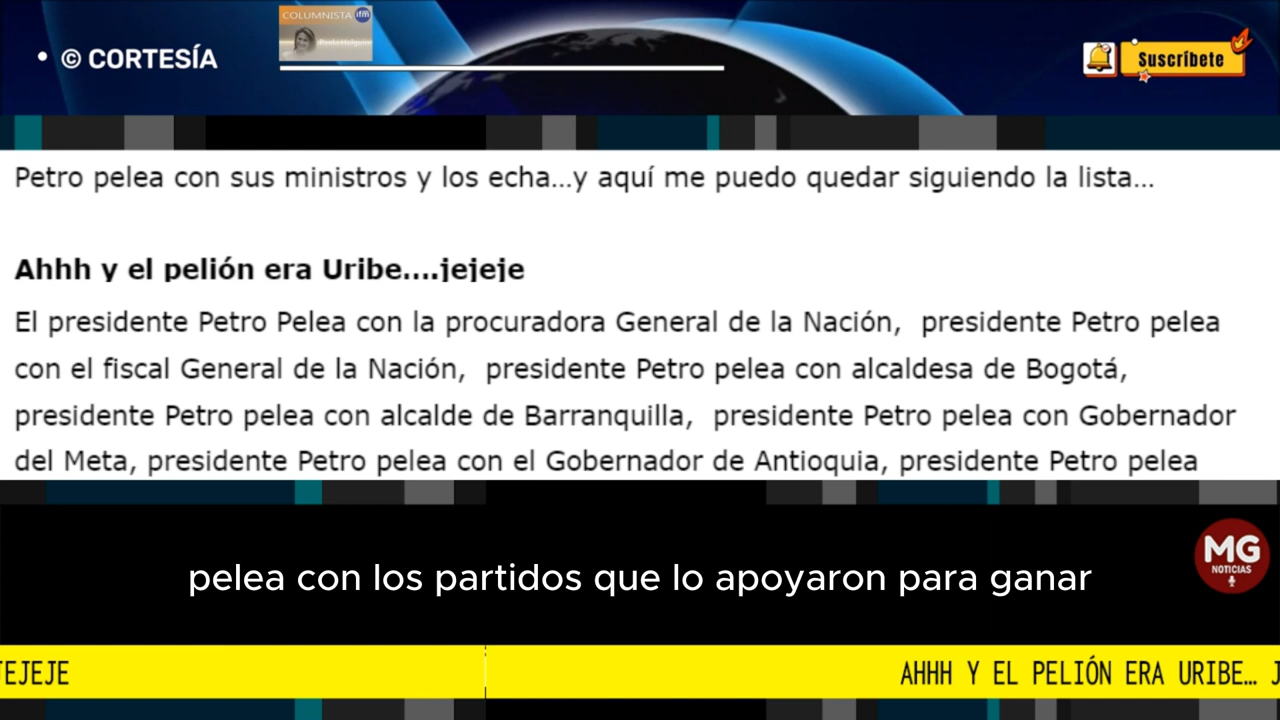 • © CORTESÍA
COLUMNISTA ifm
Suscríbete
Petro pelea con sus ministros y los echa...y aquí me puedo quedar siguiendo la lista...
Ahhh y el pelión era Uribe....jejeje
El presidente Petro Pelea con la procuradora General de la Nación, presidente Petro pelea
con el fiscal General de la Nación, presidente Petro pelea con alcaldesa de Bogotá,
presidente Petro pelea con alcalde de Barranquilla, presidente Petro pelea con Gobernador
del Meta, presidente Petro pelea con el Gobernador de Antioquia, presidente Petro pelea
MG
NOTICIAS
pelea con los partidos que lo apoyaron para ganar
EJEJE AHHH Y EL PELIÓN ERA URIBE... J